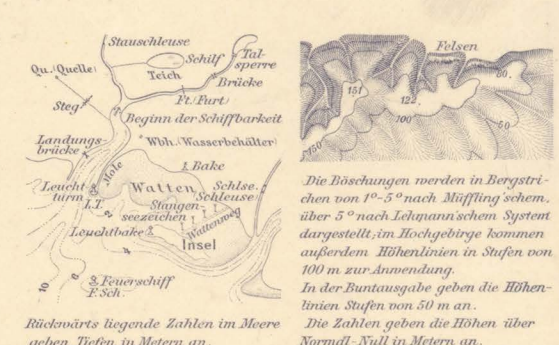 Stauschleuse
Schilf
Tal-
sperre
Qu.(Quelle)
Teich
Brücke
Steg
Ft.(Furt)
Beginn der Schiffbarkeit
Landungs-
brücke
Wbh.(Wasserbehälter)
Mole
Bake
Leucht-
turm
L.T.
Watten
Schlse.
Schleuse
Stangen-
seezeichen
Wattenweg
Leuchtbake
Insel
2
4
6
10
Feuerschiff
F.Sch.
Rückwärts liegende Zahlen im Meere
geben Tiefen in Metern an.
Felsen
151
80
122
100
50
150
Die Böschungen werden in Bergstri-
chen von 1°-5° nach Müffling'schem,
über 5° nach Lehmann'schem System
dargestellt; im Hochgebirge kommen
außerdem Höhenlinien in Stufen von
100 m zur Anwendung.
In der Buntausgabe geben die Höhen-
linien Stufen von 50 m an.
Die Zahlen geben die Höhen über
Normal-Null in Metern an.